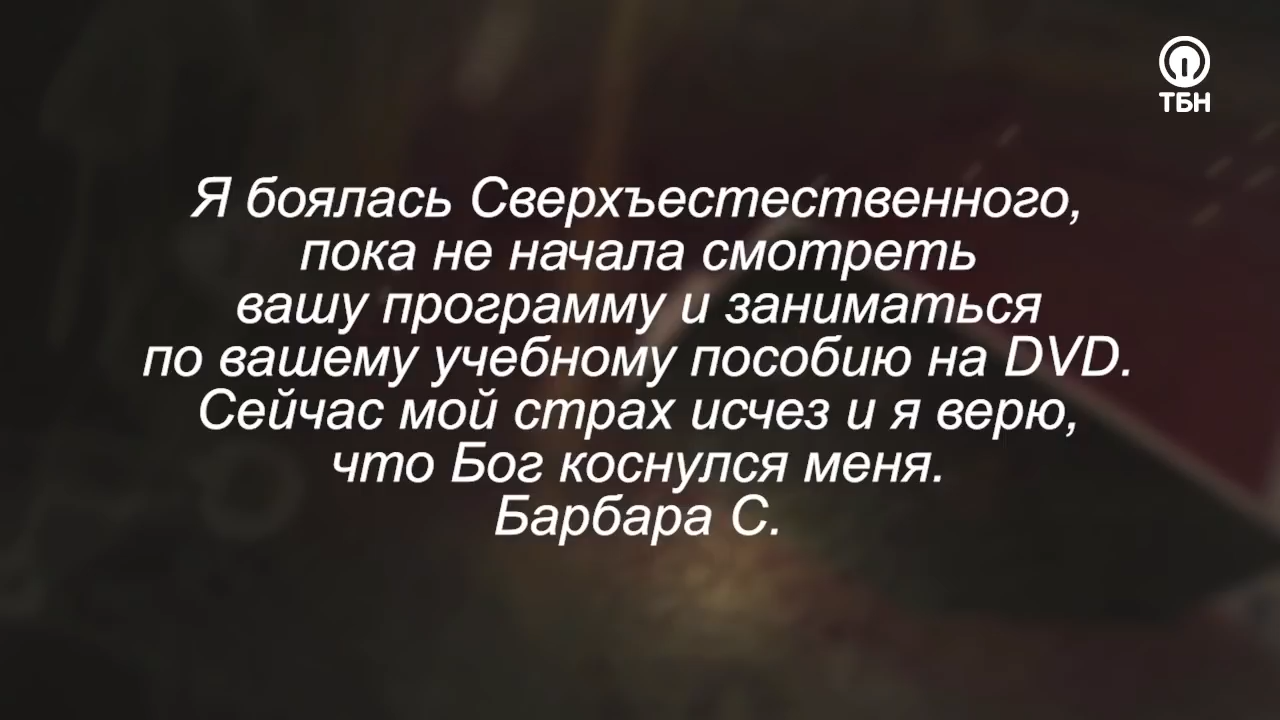 ТБН
Я боялась Сверхъестественного,
пока не начала смотреть
вашу программу и заниматься
по вашему учебному пособию на DVD.
Сейчас мой страх исчез и я верю,
что Бог коснулся меня.
Барбара С.